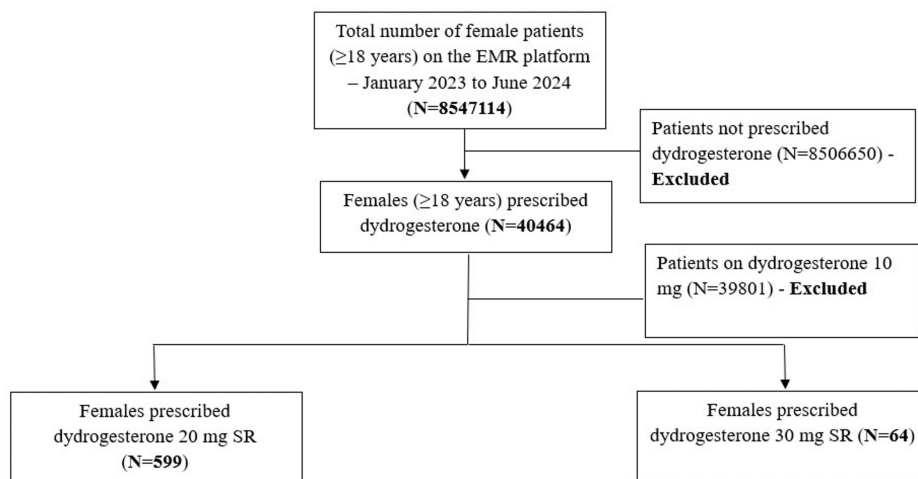 Total number of female patients
(≥18 years) on the EMR platform
– January 2023 to June 2024
(N=8547114)
Patients not prescribed
dydrogesterone (N=8506650) -
Excluded
Females (≥18 years) prescribed
dydrogesterone (N=40464)
Patients on dydrogesterone 10
mg (N=39801) - Excluded
Females prescribed
dydrogesterone 20 mg SR
(N=599)
Females prescribed
dydrogesterone 30 mg SR (N=64)